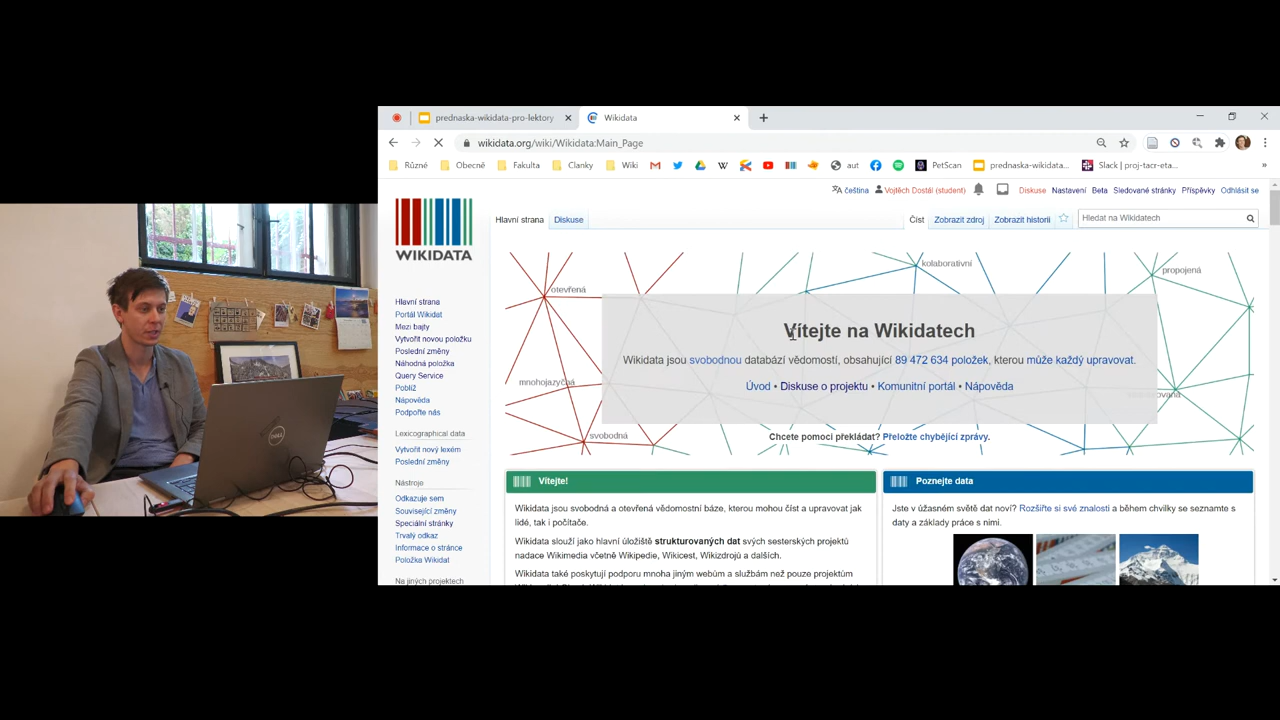 prednaska-wikidata-pro-lektory
Wikidata
wikidata.org/wiki/Wikidata:Main_Page
Různé
Obecné
Fakulta
Clanky
Wiki
aut
PetScan
prednaska-wikidata...
Slack | proj-tacr-eta...
»
čeština
Vojtěch Dostál (student)
Diskuse
Nastavení
Beta
Sledované stránky
Příspěvky
Odhlásit se
WIKIDATA
Hlavní strana
Diskuse
Číst
Zobrazit zdroj
Zobrazit historii
Hledat na Wikidatech
Hlavní strana
Portál Wikidat
Mezi bajty
Vytvořit novou položku
Poslední změny
Náhodná položka
Query Service
Poblíž
Nápověda
Podpořte nás
Lexicographical data
Vytvořit nový lexém
Poslední změny
Nástroje
Odkazuje sem
Související změny
Speciální stránky
Trvalý odkaz
Informace o stránce
Položka Wikidat
Na jiných projektech
otevřená
kolaborativní
propojená
mnohojazyčná
svobodná
Vítejte na Wikidatech
Wikidata jsou svobodnou databází vědomostí, obsahující 89 472 634 položek, kterou může každý upravovat.
Úvod • Diskuse o projektu • Komunitní portál • Nápověda
Chcete pomoci překládat? Přeložte chybějící zprávy.
Vítejte!
Wikidata jsou svobodná a otevřená vědomostní báze, kterou mohou číst a upravovat jak
lidé, tak i počítače.
Wikidata slouží jako hlavní úložiště strukturovaných dat svých sesterských projektů
nadace Wikimedia včetně Wikipedie, Wikicest, Wikizdrojů a dalších.
Wikidata také poskytují podporu mnoha jiným webům a službám než pouze projektům
Poznejte data
Jste v úžasném světě dat noví? Rozšiřte si své znalosti a během chvilky se seznamte s
daty a základy práce s nimi.
DELL